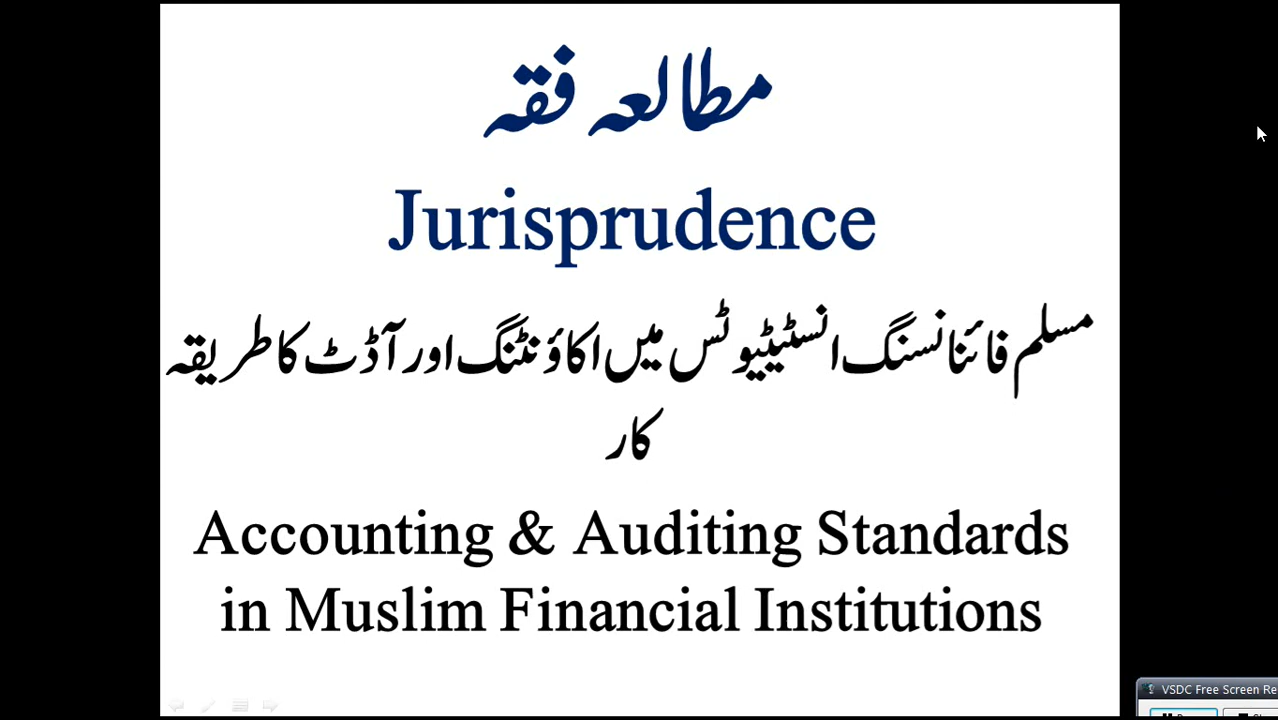 مطالعہ فقہ
Jurisprudence
مسلم فائنانسنگ انسٹیٹیوٹس میں اکاؤنٹنگ اور آڈٹ کا طریقہ
کار
Accounting & Auditing Standards
in Muslim Financial Institutions
VSDC Free Screen Re